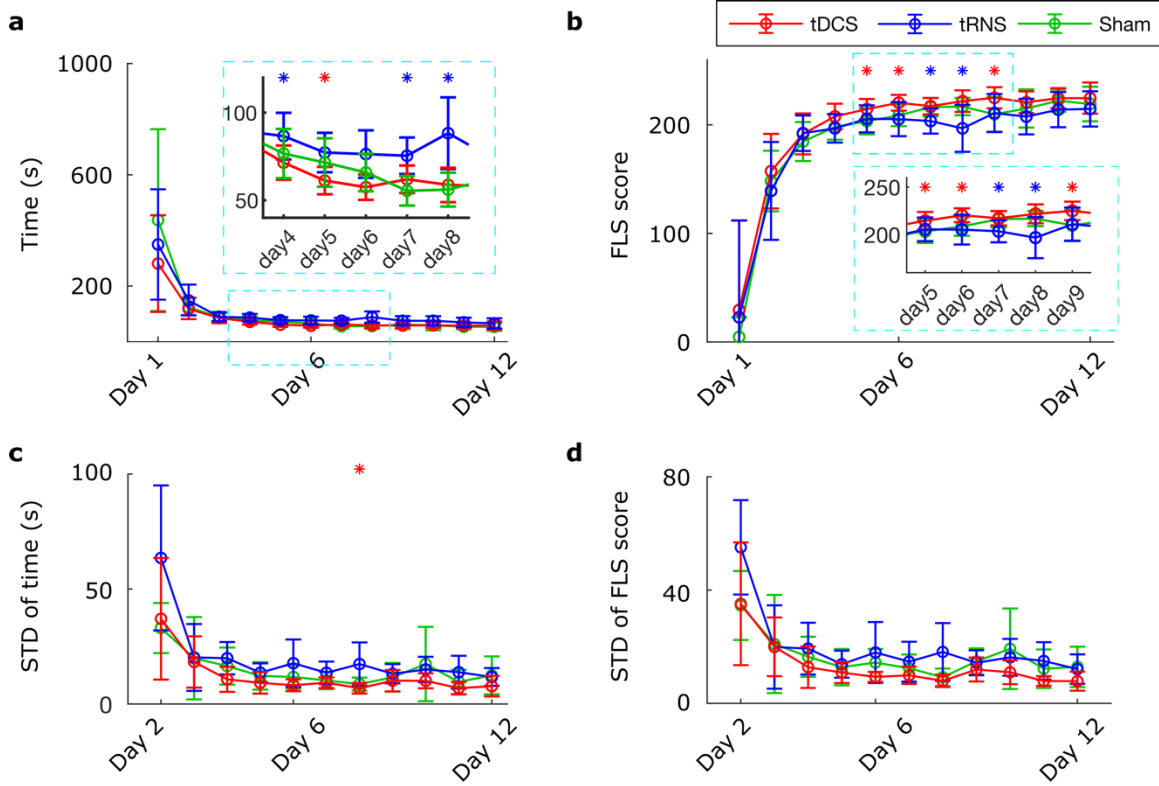 a
b
tDCS
tRNS
Sham
1000
600
200
Time (s)
*
*
*
*
100
50
day4
day5
day6
day7
day8
Day 1
Day 6
Day 12
200
100
0
FLS score
*
*
*
*
*
250
200
*
*
*
*
*
day5
day6
day7
day8
day9
Day 1
Day 6
Day 12
c
d
100
50
0
STD of time (s)
*
Day 2
Day 6
Day 12
80
40
0
STD of FLS score
Day 2
Day 6
Day 12